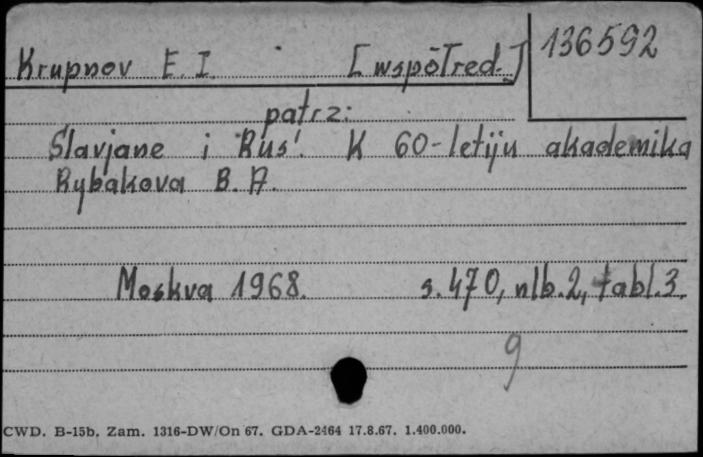 136592
Krupnov E. I. [współred.]
patrz:
Slavjane i Rus'. K 60-letiju akademika
Rybakova B. A.
Moskva 1968. s. 470, nlb. 2, tabl. 3.
9
CWD. B-15b. Zam. 1316-DW/On 67. GDA-2464 17.8.67. 1.400.000.